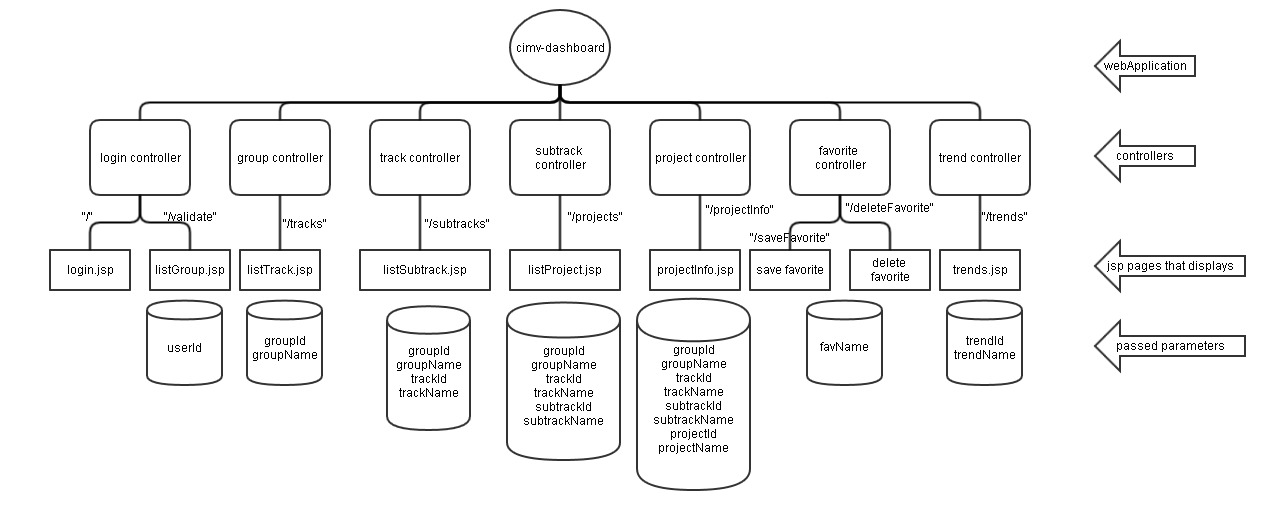 cimv-dashboard
webApplication
login controller
group controller
track controller
subtrack
controller
project controller
favorite
controller
trend controller
controllers
"/"
"/validate"
"/tracks"
"/subtracks"
"/projects"
"/projectInfo"
"/saveFavorite"
"/deleteFavorite"
"/trends"
login.jsp
listGroup.jsp
listTrack.jsp
listSubtrack.jsp
listProject.jsp
projectInfo.jsp
save favorite
delete
favorite
trends.jsp
jsp pages that displays
userId
groupId
groupName
groupId
groupName
trackId
trackName
groupId
groupName
trackId
trackName
subtrackId
subtrackName
groupId
groupName
trackId
trackName
subtrackId
subtrackName
projectId
projectName
favName
trendId
trendName
passed parameters